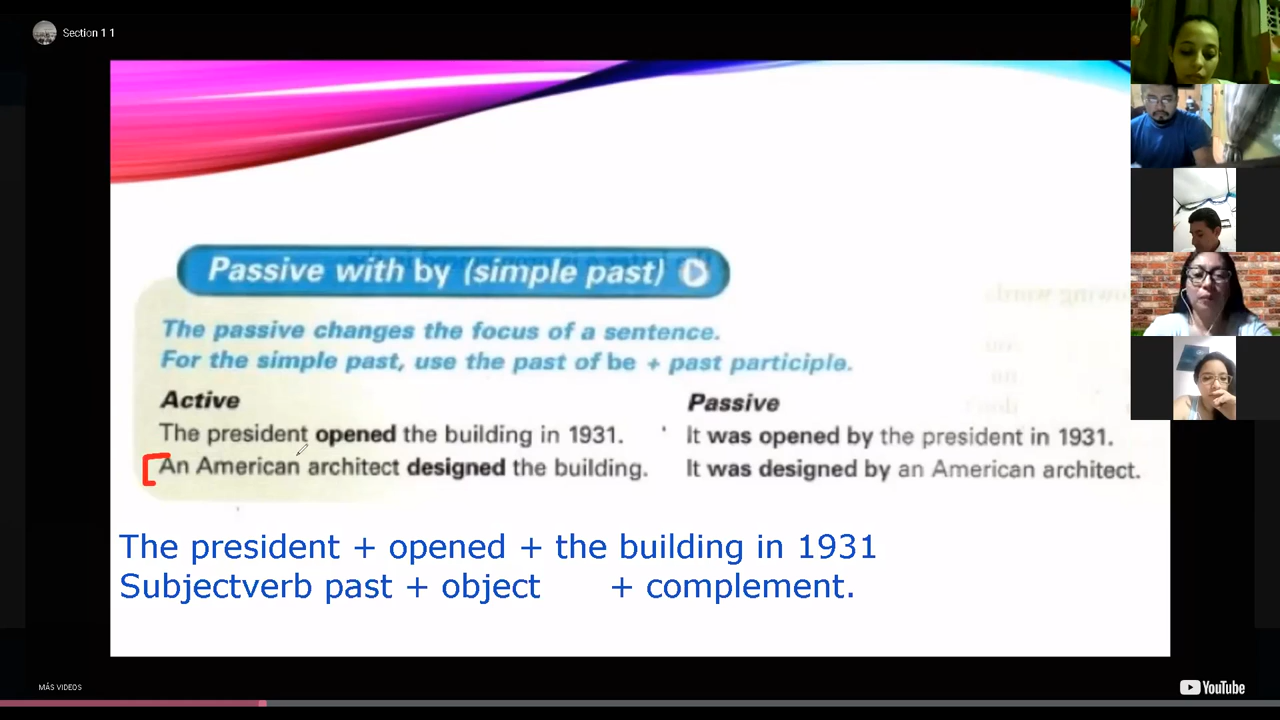 Section 1 1
Passive with by (simple past)
The passive changes the focus of a sentence.
For the simple past, use the past of be + past participle.
Active
Passive
The president opened the building in 1931.
It was opened by the president in 1931.
An American architect designed the building.
It was designed by an American architect.
The president + opened + the building in 1931
Subjectverb past + object + complement.
MÁS VIDEOS
YouTube